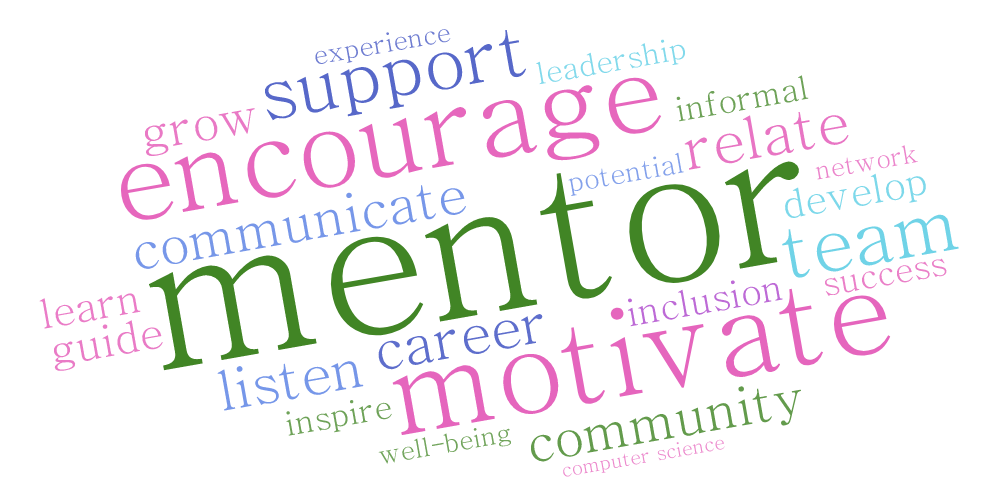 experience
support
leadership
grow
encourage
informal
relate
potential
network
communicate
mentor
develop
team
learn
guide
success
inclusion
career
motivate
listen
inspire
community
well-being
computer science